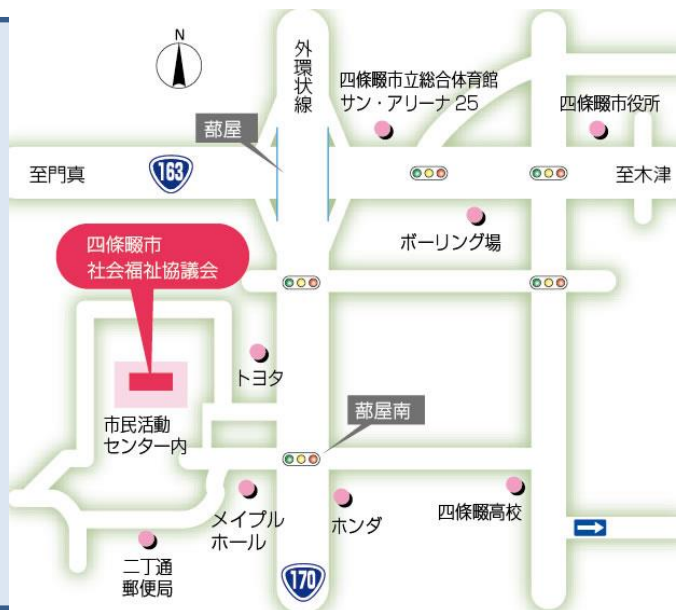 N
外環状線
四條畷市立総合体育館
サン・アリーナ 25
四條畷市役所
蔀屋
至門真
163
至木津
四條畷市
社会福祉協議会
ボーリング場
トヨタ
蔀屋南
市民活動
センター内
メイプル
ホール
ホンダ
四條畷高校
二丁通
郵便局
170